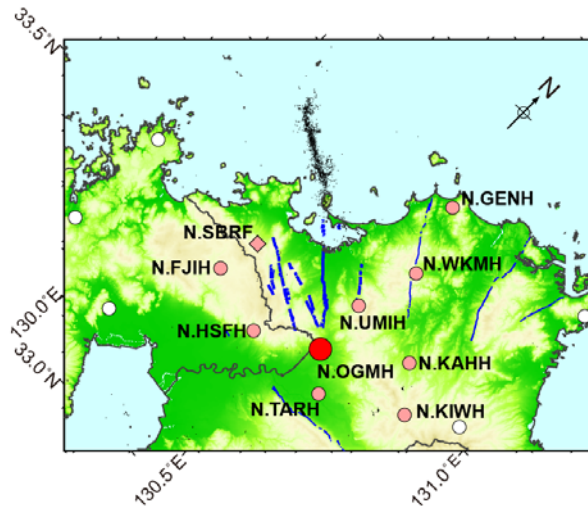 33.5°N
N
N.GENH
N.SBRF
N.FJIH
N.WKMH
130.0°E
N.UMIH
N.HSFH
33.0°N
N.OGMH
N.KAHH
N.TARH
N.KIWH
130.5°E
131.0°E